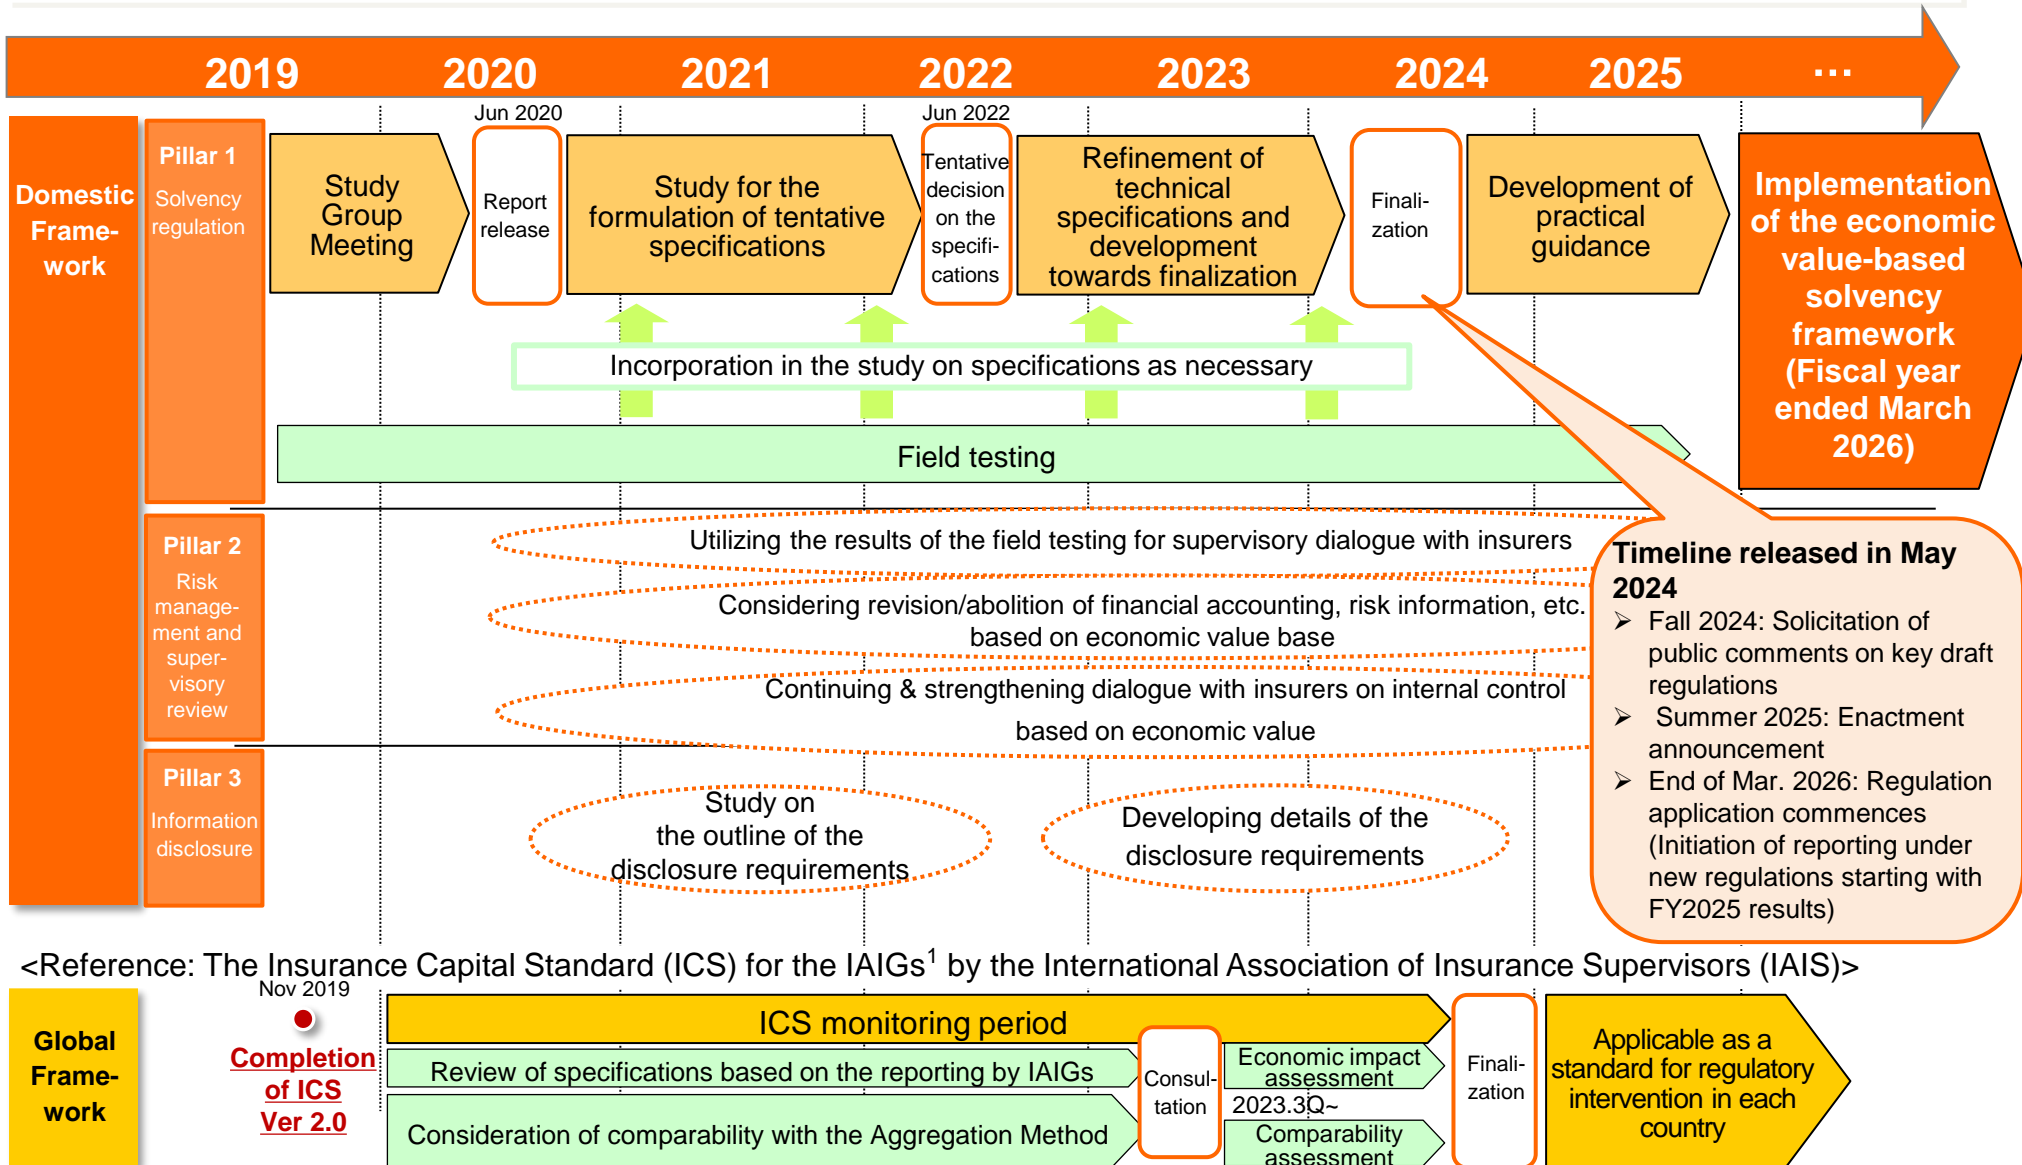 2019 2020 2021 2022 2023 2024 2025 ...
Domestic
Frame-
work
Pillar 1
Solvency
regulation
Study
Group
Meeting
Jun 2020
Report
release
Study for the
formulation of tentative
specifications
Jun 2022
Tentative
decision
on the
specifi-
cations
Refinement of
technical
specifications and
development
towards finalization
Finali-
zation
Development of
practical
guidance
Implementation
of the economic
value-based
solvency
framework
(Fiscal year
ended March
2026)
Incorporation in the study on specifications as necessary
Field testing
Pillar 2
Risk
manage-
ment and
super-
visory
review
Utilizing the results of the field testing for supervisory dialogue with insurers
Considering revision/abolition of financial accounting, risk information, etc.
based on economic value base
Continuing & strengthening dialogue with insurers on internal control
based on economic value
Timeline released in May
2024
➢ Fall 2024: Solicitation of
public comments on key draft
regulations
➢ Summer 2025: Enactment
announcement
➢ End of Mar. 2026: Regulation
application commences
(Initiation of reporting under
new regulations starting with
FY2025 results)
Pillar 3
Information
disclosure
Study on
the outline of the
disclosure requirements
Developing details of the
disclosure requirements
<Reference: The Insurance Capital Standard (ICS) for the IAIGs1 by the International Association of Insurance Supervisors (IAIS)>
Global
Frame-
work
Nov 2019
Completion
of ICS
Ver 2.0
ICS monitoring period
Review of specifications based on the reporting by IAIGs
Consideration of comparability with the Aggregation Method
Consul-
tation
Economic impact
assessment
2023.3Q~
Comparability
assessment
Finali-
zation
Applicable as a
standard for regulatory
intervention in each
country